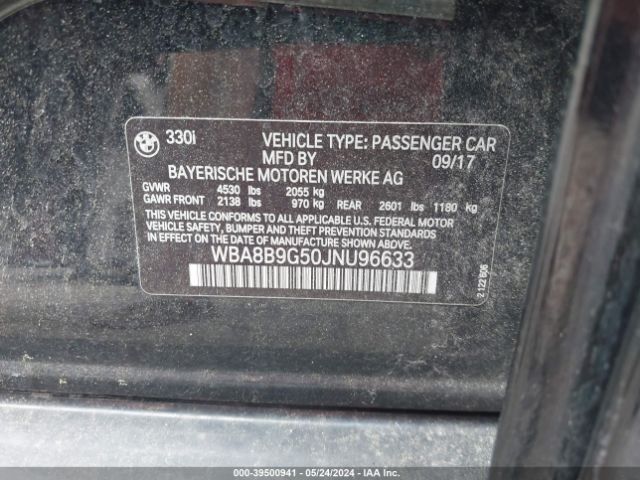 330i VEHICLE TYPE: PASSENGER CAR
MFD BY 09/17
BAYERISCHE MOTOREN WERKE AG
GVWR 4530 lbs 2055 kg
GAWR FRONT 2138 lbs 970 kg REAR 2601 lbs 1180 kg
THIS VEHICLE CONFORMS TO ALL APPLICABLE U.S. FEDERAL MOTOR
VEHICLE SAFETY, BUMPER AND THEFT PREVENTION STANDARDS
IN EFFECT ON THE DATE OF MANUFACTURE SHOWN ABOVE.
WBA8B9G50JNU96633
2 122 606
000-39500941 - 05/24/2024 - IAA Inc.